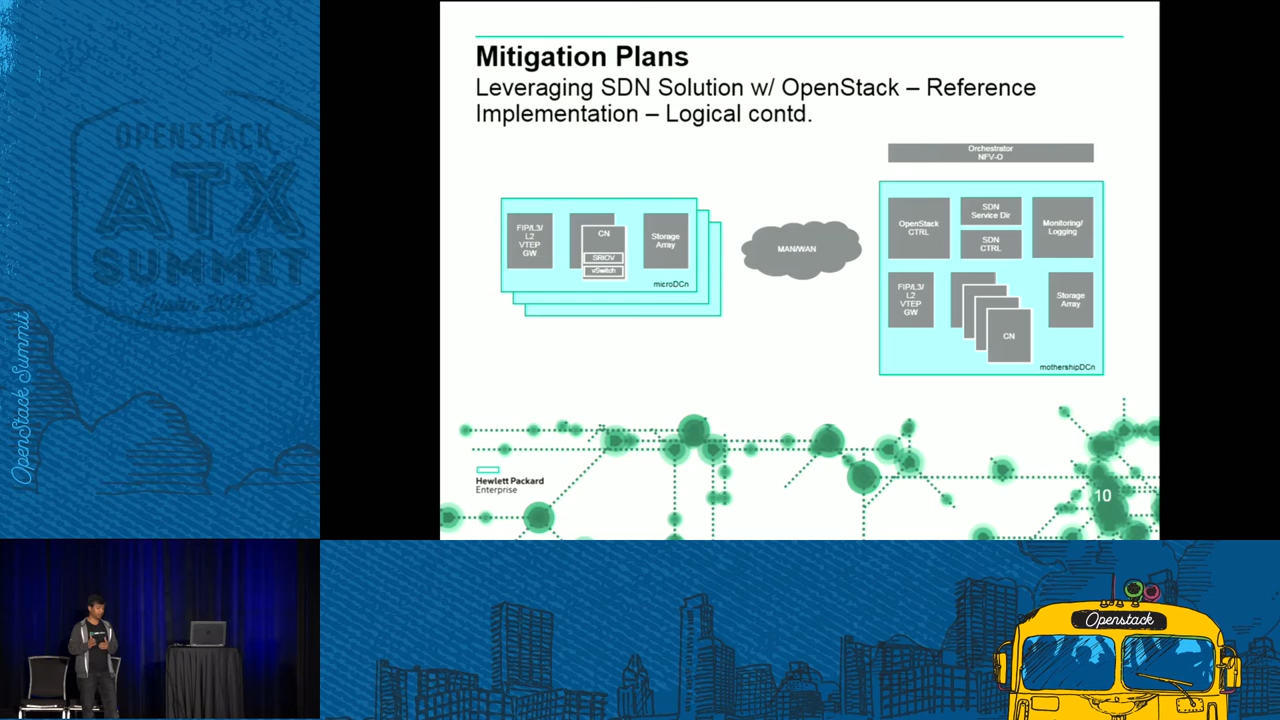 OPENSTACK
ATX
SUMMIT
OpenStack Summit
Mitigation Plans
Leveraging SDN Solution w/ OpenStack – Reference
Implementation – Logical contd.
Orchestrator
NFV-O
FIP/L3/
L2
VTEP
GW
CN
SRIOV
vSwitch
Storage
Array
microDCn
MAN/WAN
OpenStack
CTRL
SDN
Service Dir
SDN
CTRL
Monitoring/
Logging
FIP/L3/
L2
VTEP
GW
CN
Storage
Array
mothershipDCn
Hewlett Packard
Enterprise
10
Openstack